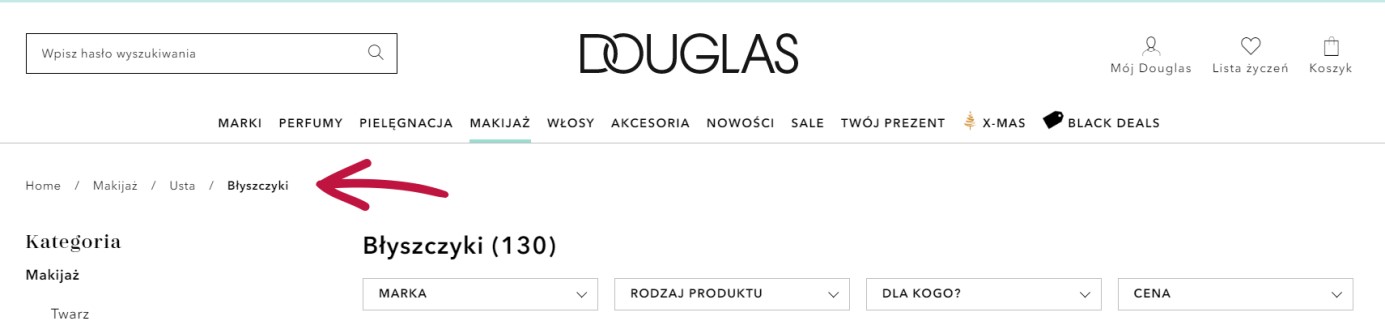 Wpisz hasło wyszukiwania
DOUGLAS
Mój Douglas Lista życzeń Koszyk
MARKI PERFUMY PIELĘGNACJA MAKIJAŻ WŁOSY AKCESORIA NOWOŚCI SALE TWÓJ PREZENT X-MAS BLACK DEALS
Home / Makijaż / Usta / Błyszczyki
Kategoria
Błyszczyki (130)
Makijaż
MARKA RODZAJ PRODUKTU DLA KOGO? CENA
Twarz